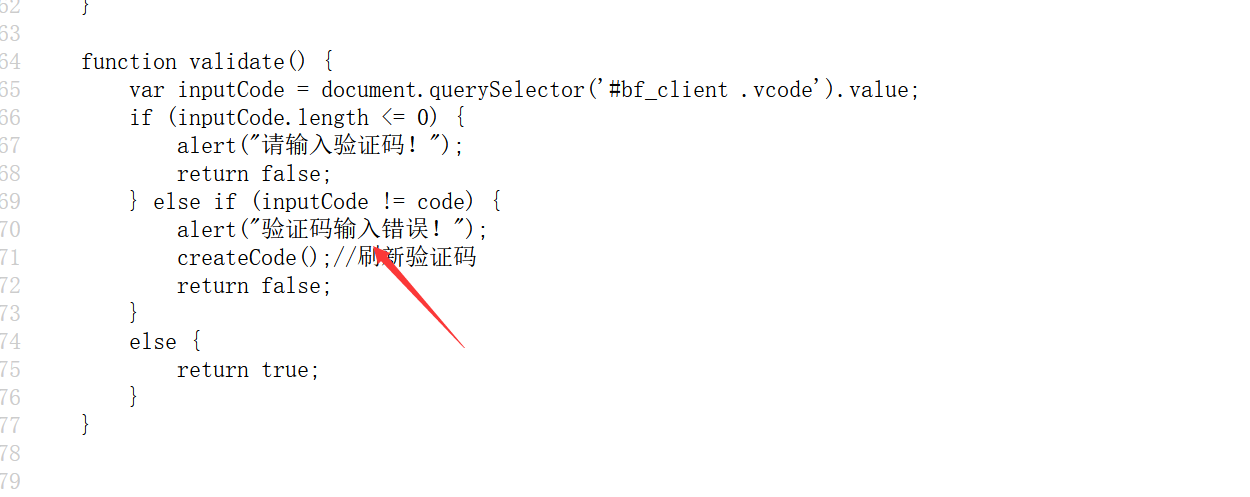 62 }
63
64 function validate() {
65 var inputCode = document.querySelector('#bf_client .vcode').value;
66 if (inputCode.length <= 0) {
67 alert("请输入验证码！");
68 return false;
69 } else if (inputCode != code) {
70 alert("验证码输入错误！");
71 createCode();//刷新验证码
72 return false;
73 }
74 else {
75 return true;
76 }
77 }
78
79